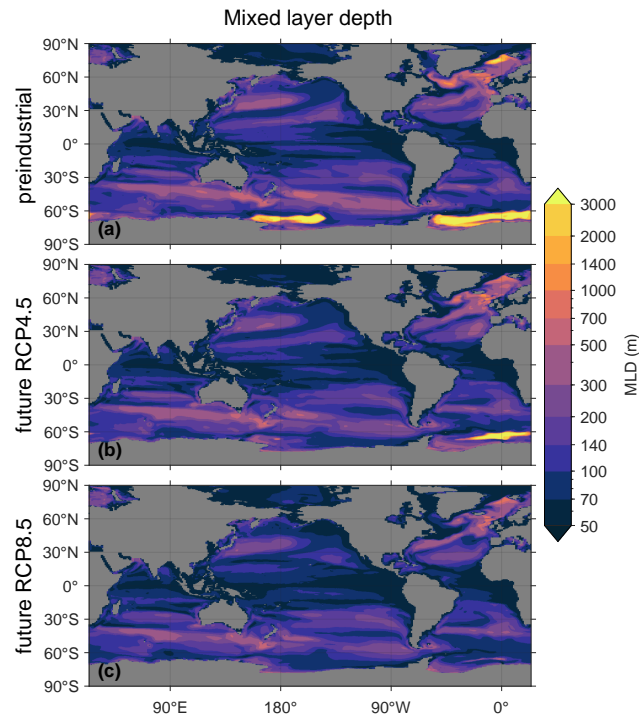 Mixed layer depth
90°N
60°N
30°N
0°
30°S
60°S
90°S
preindustrial
(a)
90°N
60°N
30°N
0°
30°S
60°S
90°S
future RCP4.5
(b)
90°N
60°N
30°N
0°
30°S
60°S
90°S
future RCP8.5
(c)
90°E
180°
90°W
0°
3000
2000
1400
1000
700
500
300
200
140
100
70
50
MLD (m)